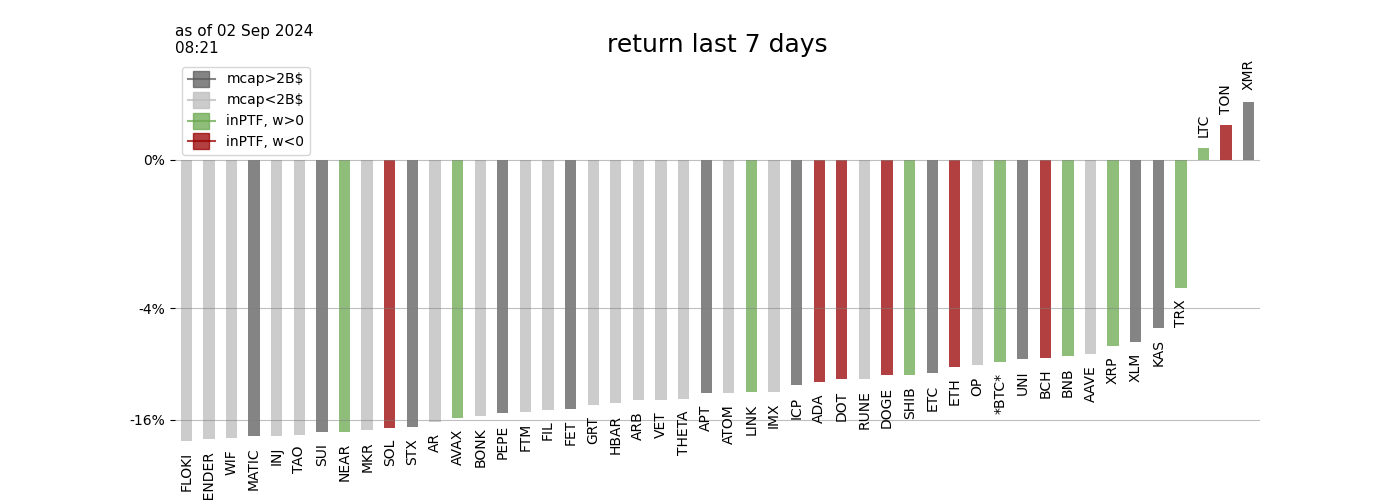 as of 02 Sep 2024
08:21
return last 7 days
mcap>2B$
mcap<2B$
inPTF, w>0
inPTF, w<0
0%
-4%
-16%
FLOKI
ENDER
WIF
MATIC
INJ
TAO
SUI
NEAR
MKR
SOL
STX
AR
AVAX
BONK
PEPE
FTM
FIL
FET
GRT
HBAR
ARB
VET
THETA
APT
ATOM
LINK
IMX
ICP
ADA
DOT
RUNE
DOGE
SHIB
ETC
ETH
OP
*BTC*
UNI
BCH
BNB
AAVE
XRP
XLM
KAS
TRX
LTC
TON
XMR